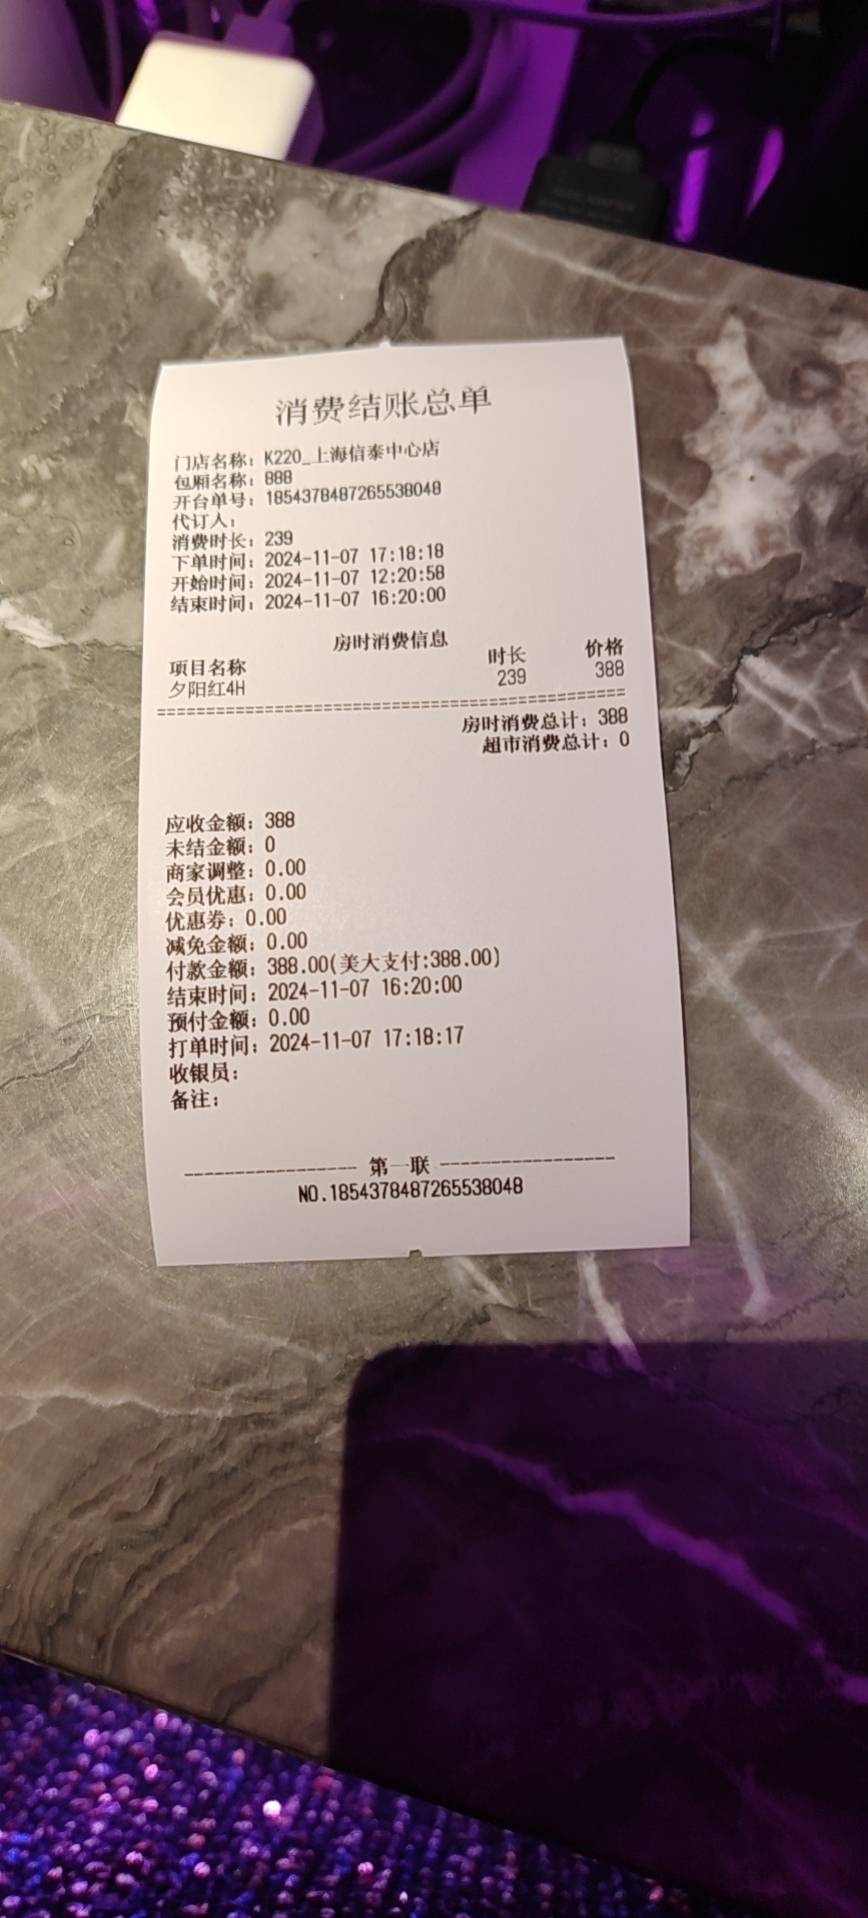 消费结账总单
门店名称：K220_上海信泰中心店
包厢名称：888
开台单号：1854378487265538048
代订人：
消费时长：239
下单时间：2024-11-07 17:18:18
开始时间：2024-11-07 12:20:58
结束时间：2024-11-07 16:20:00
房时消费信息
项目名称 时长 价格
夕阳红4H 239 388
房时消费总计：388
超市消费总计：0
应收金额：388
未结金额：0
商家调整：0.00
会员优惠：0.00
优惠券：0.00
减免金额：0.00
付款金额：388.00(美大支付:388.00)
结束时间：2024-11-07 16:20:00
预付金额：0.00
打单时间：2024-11-07 17:18:17
收银员：
备注：
第一联
NO.1854378487265538048